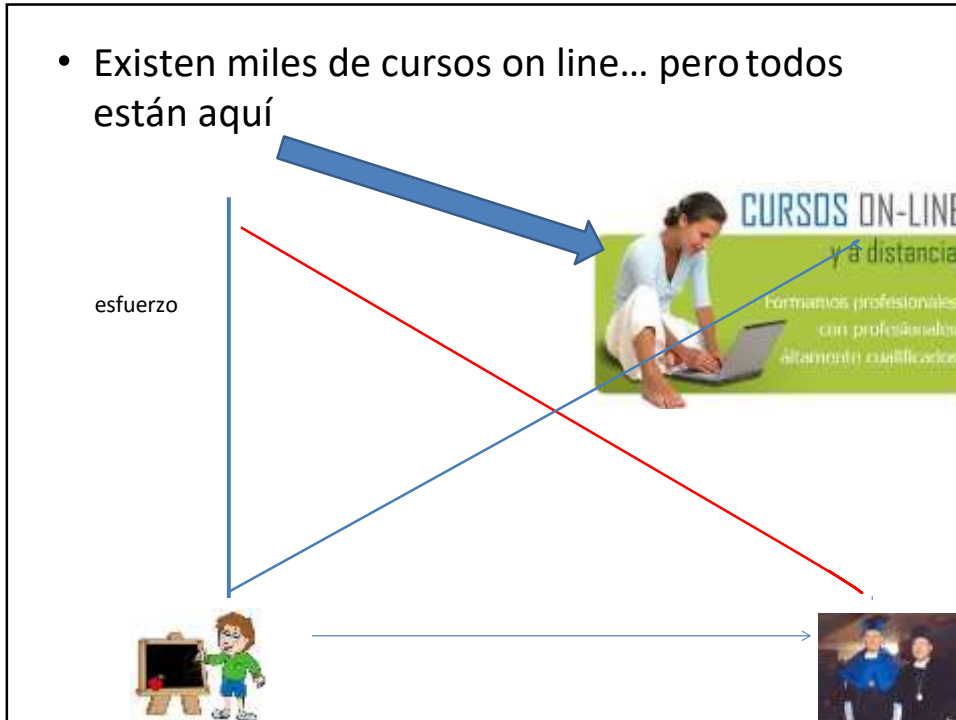 • Existen miles de cursos on line... pero todos
están aquí
CURSOS ON-LINE
y a distancia
esfuerzo
Formamos profesionales
con profesionales
áltamente cualificados